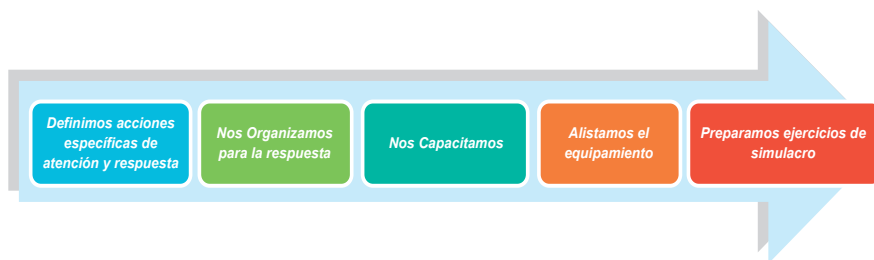 Definimos acciones
específicas de
atención y respuesta
Nos Organizamos
para la respuesta
Nos Capacitamos
Alistamos el
equipamiento
Preparamos ejercicios de
simulacro